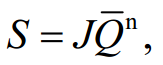 S = JQ̅ⁿ,